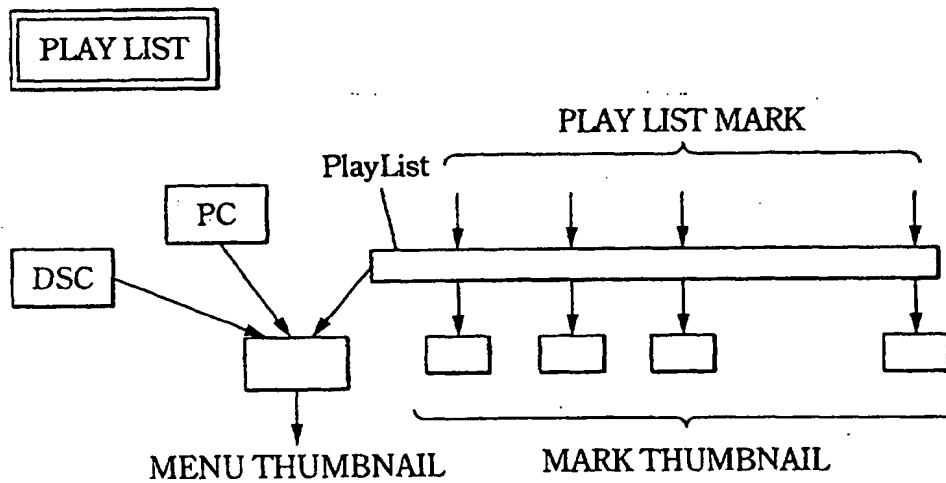 PLAY LIST
PLAY LIST MARK
PlayList
PC
DSC
MENU THUMBNAIL
MARK THUMBNAIL